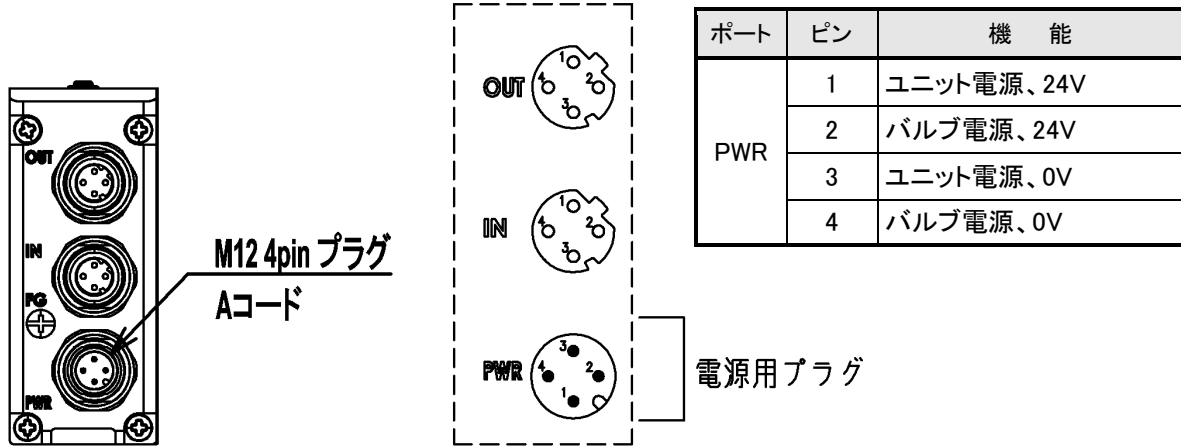 OUT
IN
FG
PWR
M12 4pin プラグ
Aコード
OUT
1
4 2
3
IN
1
4 2
3
PWR
3
4 2
1
電源用プラグ
ポート ピン 機 能
PWR
1 ユニット電源、24V
2 バルブ電源、24V
3 ユニット電源、0V
4 バルブ電源、0V